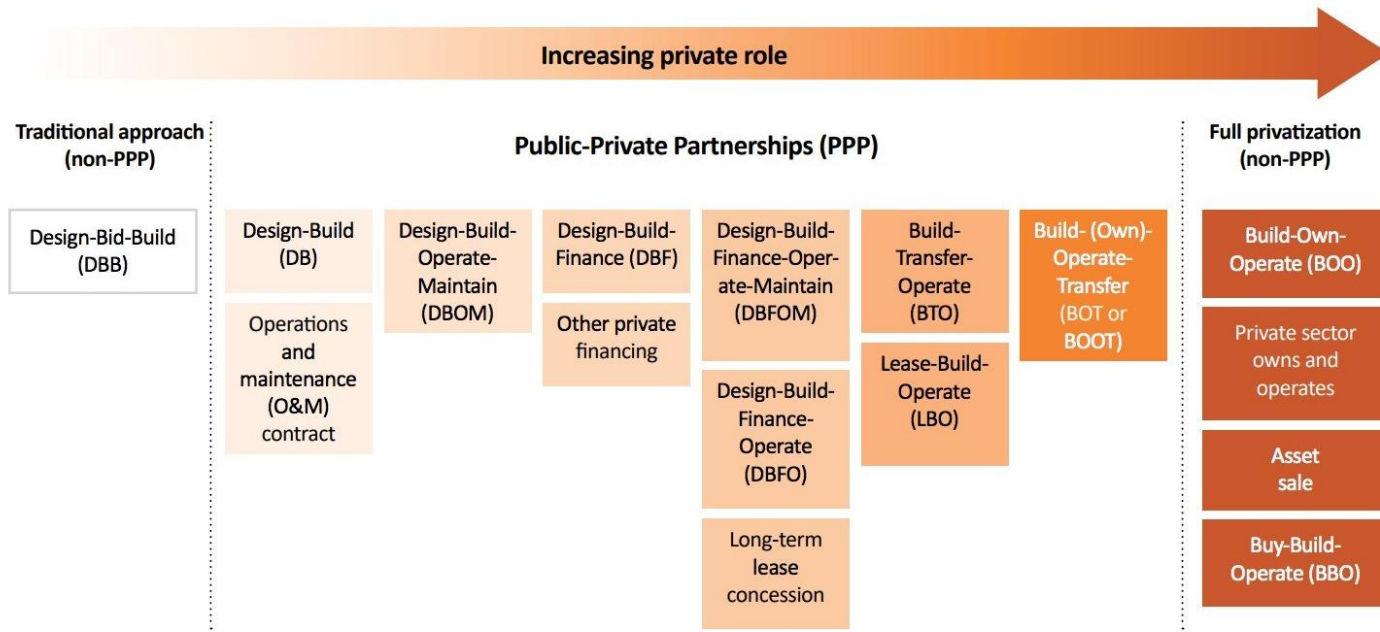 Increasing private role
Traditional approach
(non-PPP)
Public-Private Partnerships (PPP)
Full privatization
(non-PPP)
Design-Bid-Build
(DBB)
Design-Build
(DB)
Operations
and
maintenance
(O&M)
contract
Design-Build-
Operate-
Maintain
(DBOM)
Design-Build-
Finance (DBF)
Other private
financing
Design-Build-
Finance-Oper-
ate-Maintain
(DBFOM)
Design-Build-
Finance-
Operate
(DBFO)
Long-term
lease
concession
Build-
Transfer-
Operate
(BTO)
Lease-Build-
Operate
(LBO)
Build- (Own)-
Operate-
Transfer
(BOT or
BOOT)
Build-Own-
Operate (BOO)
Private sector
owns and
operates
Asset
sale
Buy-Build-
Operate (BBO)